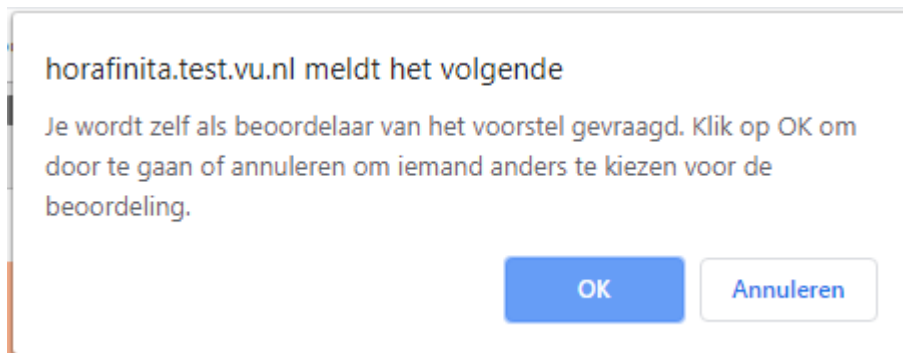 horafinita.test.vu.nl meldt het volgende
Je wordt zelf als beoordelaar van het voorstel gevraagd. Klik op OK om
door te gaan of annuleren om iemand anders te kiezen voor de
beoordeling.
OK
Annuleren